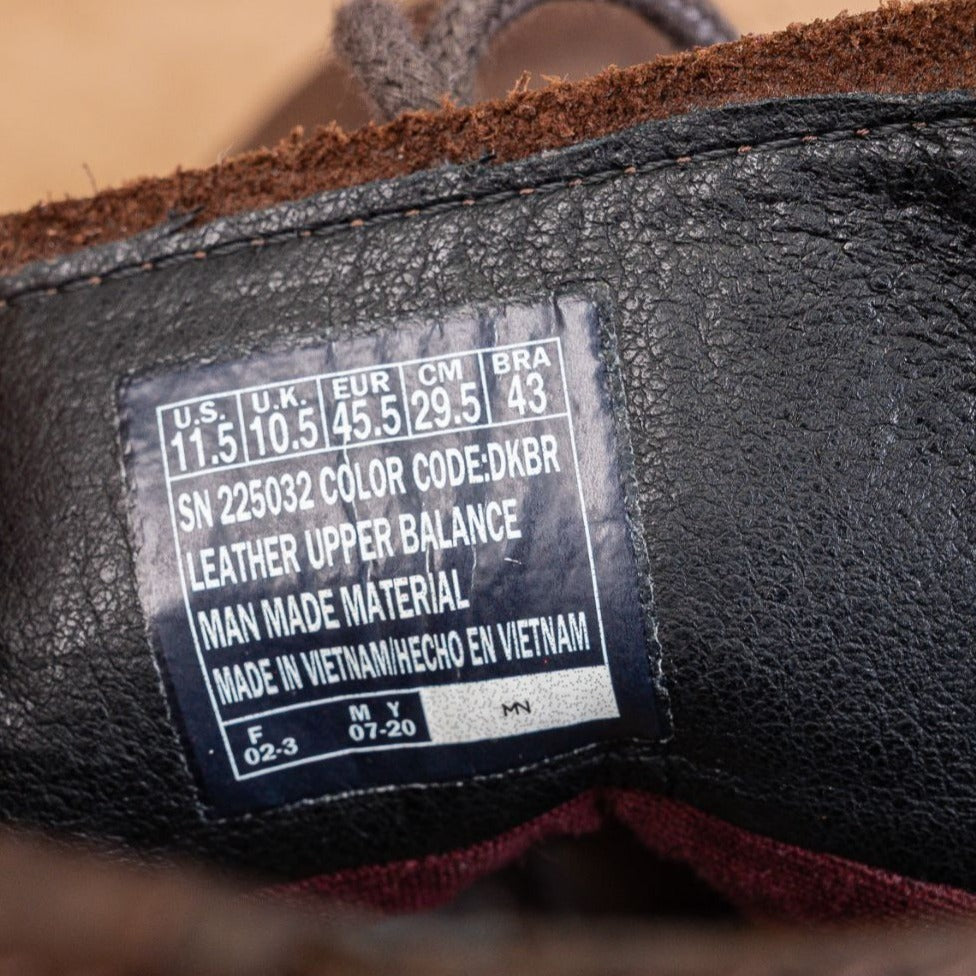 U.S. U.K. EUR CM BRA
11.5 10.5 45.5 29.5 43
SN 225032 COLOR CODE:DKBR
LEATHER UPPER BALANCE
MAN MADE MATERIAL
MADE IN VIETNAM/HECHO EN VIETNAM
F M Y
02-3 07-20
MN